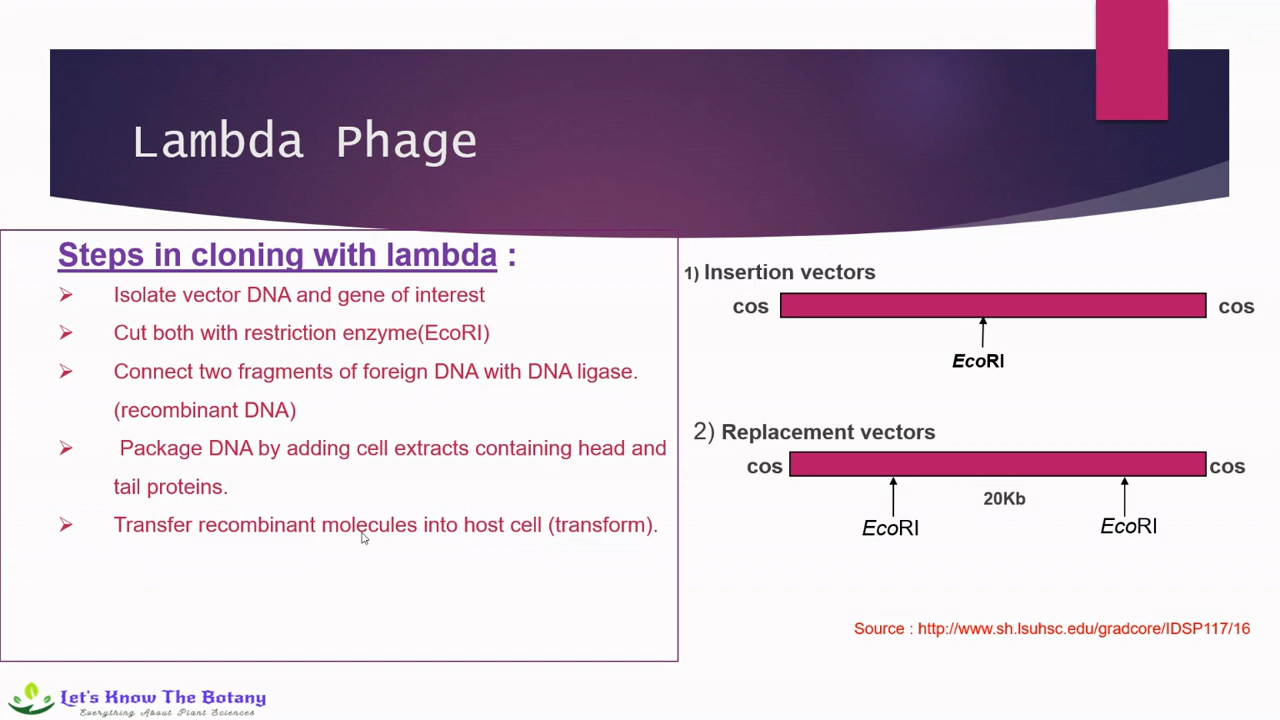 Lambda Phage
Steps in cloning with lambda :
➢ Isolate vector DNA and gene of interest
➢ Cut both with restriction enzyme(EcoRI)
➢ Connect two fragments of foreign DNA with DNA ligase.
(recombinant DNA)
➢ Package DNA by adding cell extracts containing head and
tail proteins.
➢ Transfer recombinant molecules into host cell (transform).
1) Insertion vectors
cos cos
EcoRI
2) Replacement vectors
cos cos
20Kb
EcoRI EcoRI
Source : http://www.sh.lsuhsc.edu/gradcore/IDSP117/16
Let's Know The Botany
Everything About Plant Sciences